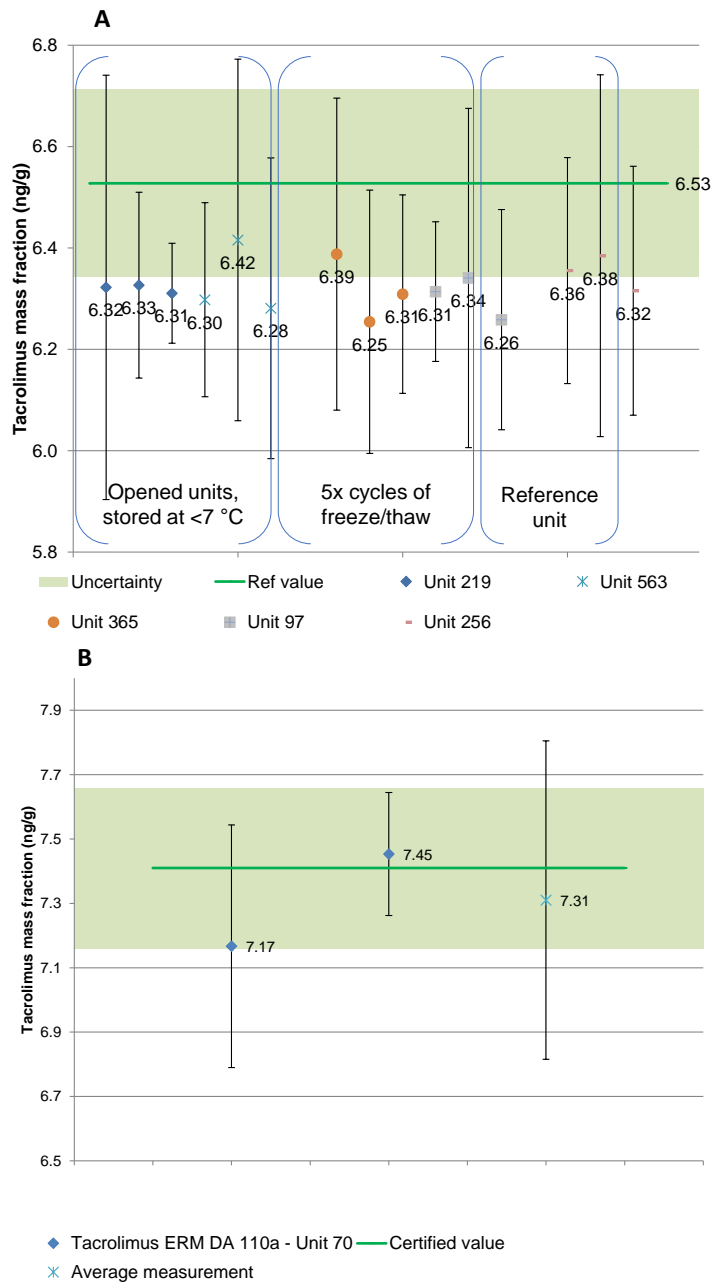 A
Tacrolimus mass fraction (ng/g)
6.8
6.6
6.4
6.2
6.0
5.8
6.53
6.32
6.33
6.31
6.30
6.42
6.28
6.39
6.25
6.31
6.31
6.34
6.26
6.36
6.38
6.32
Opened units,
stored at <7 °C
5x cycles of
freeze/thaw
Reference
unit
Uncertainty
Ref value
Unit 219
Unit 563
Unit 365
Unit 97
Unit 256
B
Tacrolimus mass fraction (ng/g)
7.9
7.7
7.5
7.3
7.1
6.9
6.7
6.5
7.17
7.45
7.31
Tacrolimus ERM DA 110a - Unit 70
Certified value
Average measurement